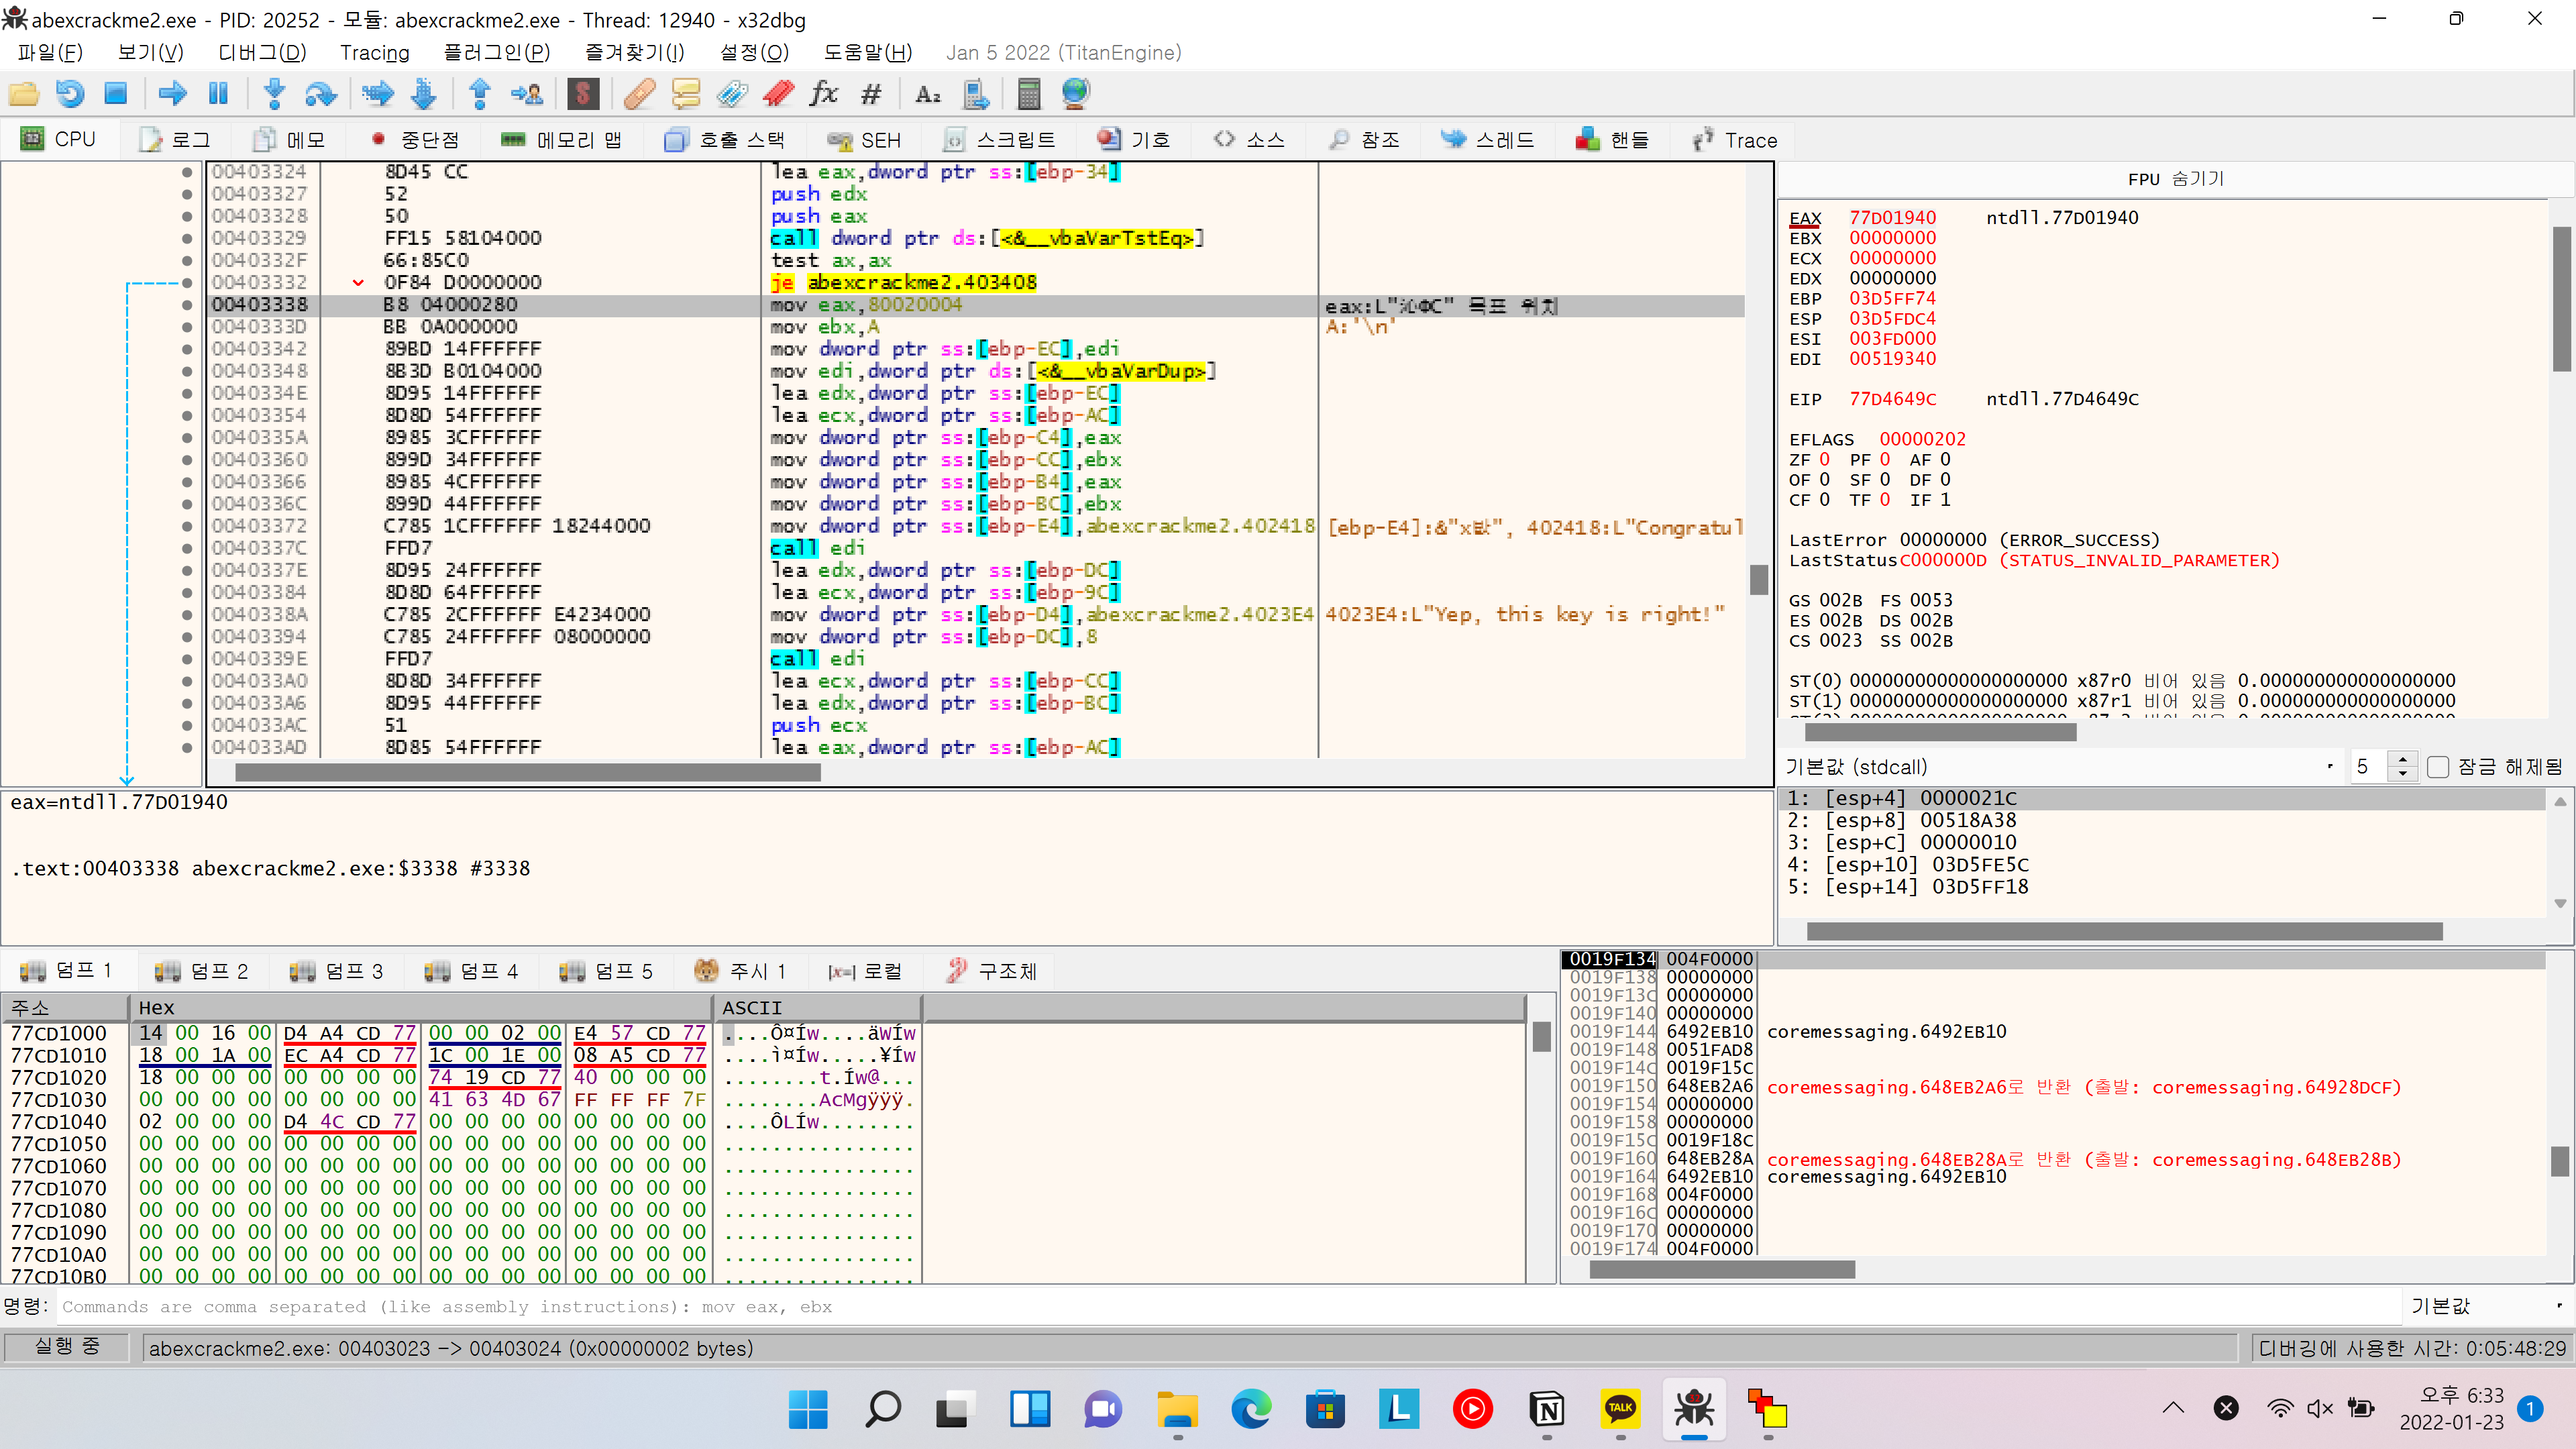 abexcrackme2.exe - PID: 20252 - 모듈: abexcrackme2.exe - Thread: 12940 - x32dbg
파일(F) 보기(V) 디버그(D) Tracing 플러그인(P) 즐겨찾기(I) 설정(O) 도움말(H) Jan 5 2022 (TitanEngine)
CPU 로그 메모 중단점 메모리 맵 호출 스택 SEH 스크립트 기호 소스 참조 스레드 핸들 Trace
00403324 8D45 CC lea eax,dword ptr ss:[ebp-34]
00403327 52 push edx
00403328 50 push eax
00403329 FF15 58104000 call dword ptr ds:[<&__vbaVarTstEq>]
0040332F 66:85C0 test ax,ax
00403332 0F84 D0000000 je abexcrackme2.403408
00403338 B8 04000280 mov eax,80020004 eax:L" 목표 위치
0040333D BB 0A000000 mov ebx,A A:'\n'
00403342 89BD 14FFFFFF mov dword ptr ss:[ebp-EC],edi
00403348 8B3D B0104000 mov edi,dword ptr ds:[<&__vbaVarDup>]
0040334E 8D95 14FFFFFF lea edx,dword ptr ss:[ebp-EC]
00403354 8D8D 54FFFFFF lea ecx,dword ptr ss:[ebp-AC]
0040335A 8985 3CFFFFFF mov dword ptr ss:[ebp-C4],eax
00403360 899D 34FFFFFF mov dword ptr ss:[ebp-CC],ebx
00403366 8985 4CFFFFFF mov dword ptr ss:[ebp-B4],eax
0040336C 899D 44FFFFFF mov dword ptr ss:[ebp-BC],ebx
00403372 C785 1CFFFFFF 18244000 mov dword ptr ss:[ebp-E4],abexcrackme2.402418 [ebp-E4]:&"x밨", 402418:L"Congratul
0040337C FFD7 call edi
0040337E 8D95 24FFFFFF lea edx,dword ptr ss:[ebp-DC]
00403384 8D8D 64FFFFFF lea ecx,dword ptr ss:[ebp-9C]
0040338A C785 2CFFFFFF E4234000 mov dword ptr ss:[ebp-D4],abexcrackme2.4023E4 4023E4:L"Yep, this key is right!"
00403394 C785 24FFFFFF 08000000 mov dword ptr ss:[ebp-DC],8
0040339E FFD7 call edi
004033A0 8D8D 34FFFFFF lea ecx,dword ptr ss:[ebp-CC]
004033A6 8D95 44FFFFFF lea edx,dword ptr ss:[ebp-BC]
004033AC 51 push ecx
004033AD 8D85 54FFFFFF lea eax,dword ptr ss:[ebp-AC]
FPU 숨기기
EAX 77D01940 ntdll.77D01940
EBX 00000000
ECX 00000000
EDX 00000000
EBP 03D5FF74
ESP 03D5FDC4
ESI 003FD000
EDI 00519340
EIP 77D4649C ntdll.77D4649C
EFLAGS 00000202
ZF 0 PF 0 AF 0
OF 0 SF 0 DF 0
CF 0 TF 0 IF 1
LastError 00000000 (ERROR_SUCCESS)
LastStatus C000000D (STATUS_INVALID_PARAMETER)
GS 002B FS 0053
ES 002B DS 002B
CS 0023 SS 002B
ST(0) 00000000000000000000 x87r0 비어 있음 0.000000000000000000
ST(1) 00000000000000000000 x87r1 비어 있음 0.000000000000000000
기본값 (stdcall) 5 잠금 해제됨
1: [esp+4] 0000021C
2: [esp+8] 00518A38
3: [esp+C] 00000010
4: [esp+10] 03D5FE5C
5: [esp+14] 03D5FF18
eax=ntdll.77D01940
.text:00403338 abexcrackme2.exe:$3338 #3338
덤프 1 덤프 2 덤프 3 덤프 4 덤프 5 주시 1 [x=] 로컬 구조체
주소 Hex ASCII
77CD1000 14 00 16 00 D4 A4 CD 77 00 00 02 00 E4 57 CD 77 ....Ô¤Íw....äWÍw
77CD1010 18 00 1A 00 EC A4 CD 77 1C 00 1E 00 08 A5 CD 77 ....ì¤Íw.....¥Íw
77CD1020 18 00 00 00 00 00 00 00 74 19 CD 77 40 00 00 00 ........t.Íw@...
77CD1030 00 00 00 00 00 00 00 00 41 63 4D 67 FF FF FF 7F ........AcMgÿÿÿ.
77CD1040 02 00 00 00 D4 4C CD 77 00 00 00 00 00 00 00 00 ....ÔLÍw........
77CD1050 00 00 00 00 00 00 00 00 00 00 00 00 00 00 00 00 ................
77CD1060 00 00 00 00 00 00 00 00 00 00 00 00 00 00 00 00 ................
77CD1070 00 00 00 00 00 00 00 00 00 00 00 00 00 00 00 00 ................
77CD1080 00 00 00 00 00 00 00 00 00 00 00 00 00 00 00 00 ................
77CD1090 00 00 00 00 00 00 00 00 00 00 00 00 00 00 00 00 ................
77CD10A0 00 00 00 00 00 00 00 00 00 00 00 00 00 00 00 00 ................
77CD10B0 00 00 00 00 00 00 00 00 00 00 00 00 00 00 00 00 ................
0019F134 004F0000
0019F138 00000000
0019F13C 00000000
0019F140 00000000
0019F144 6492EB10 coremessaging.6492EB10
0019F148 0051FAD8
0019F14C 0019F15C
0019F150 648EB2A6 coremessaging.648EB2A6로 반환 (출발: coremessaging.64928DCF)
0019F154 00000000
0019F158 00000000
0019F15C 0019F18C
0019F160 648EB28A coremessaging.648EB28A로 반환 (출발: coremessaging.648EB28B)
0019F164 6492EB10 coremessaging.6492EB10
0019F168 004F0000
0019F16C 00000000
0019F170 00000000
0019F174 004F0000
명령: Commands are comma separated (like assembly instructions): mov eax, ebx 기본값
실행 중 abexcrackme2.exe: 00403023 -> 00403024 (0x00000002 bytes) 디버깅에 사용한 시간: 0:05:48:29
TALK
오후 6:33
2022-01-23
1